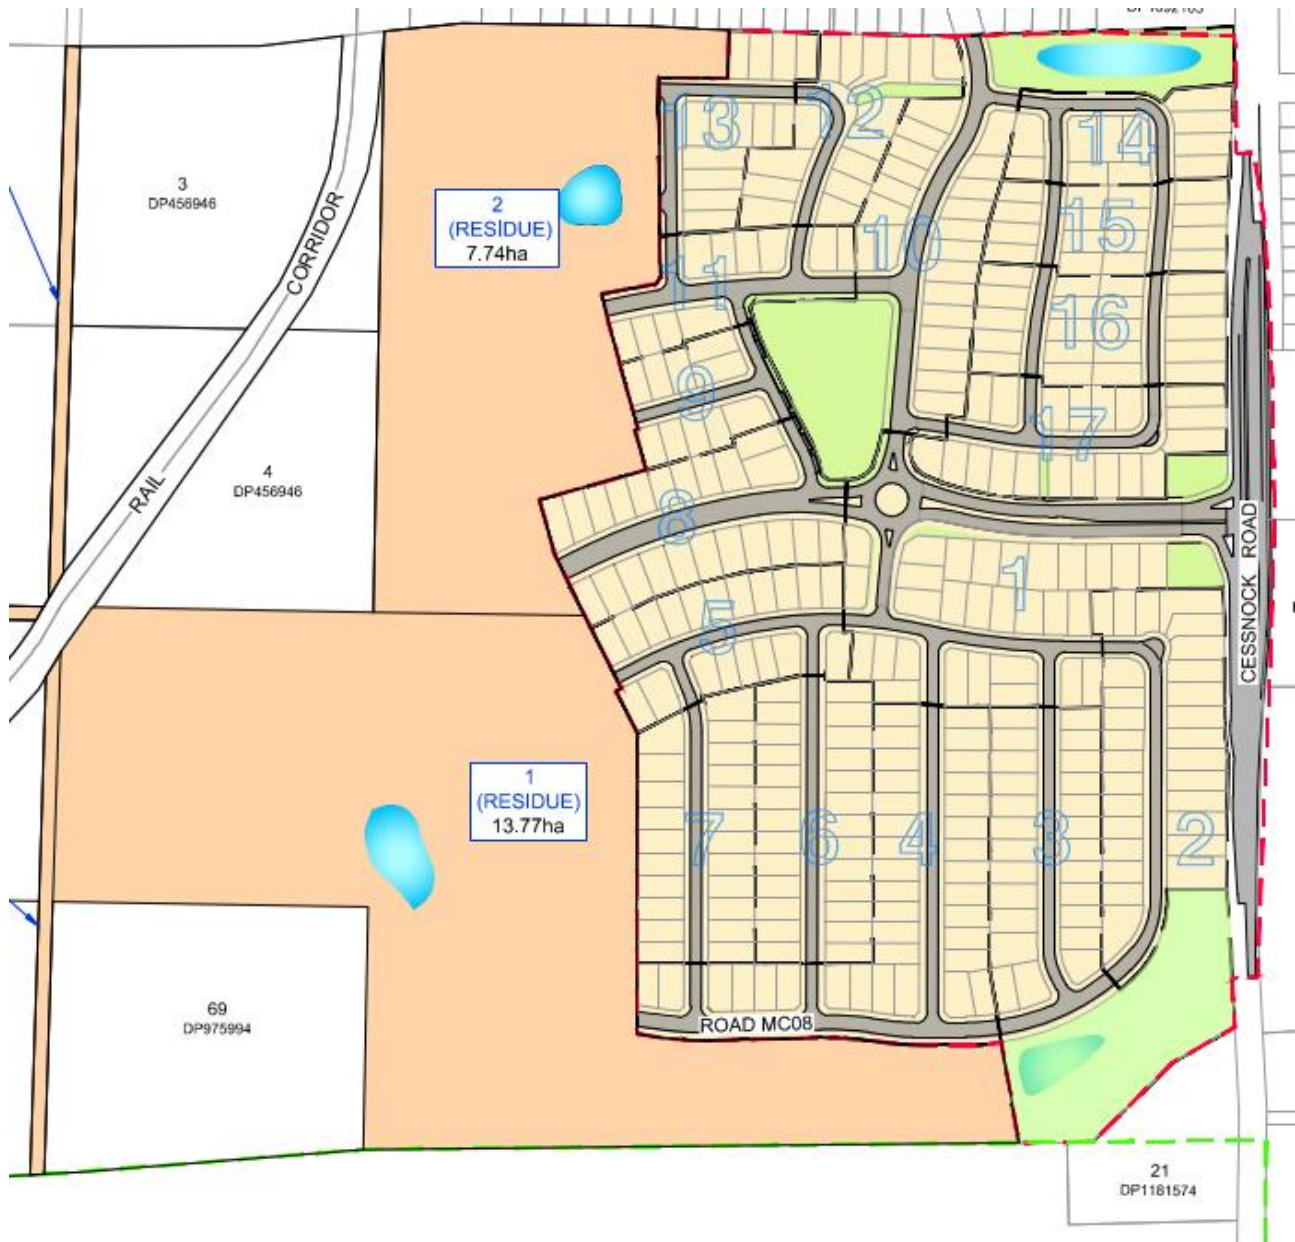 13
12
14
3
DP456946
2
(RESIDUE)
7.74ha
15
10
CORRIDOR
11
16
9
17
4
DP456946
RAIL
8
CESSNOCK ROAD
1
5
1
(RESIDUE)
13.77ha
7
6
4
3
2
69
DP975994
ROAD MC08
21
DP1181574